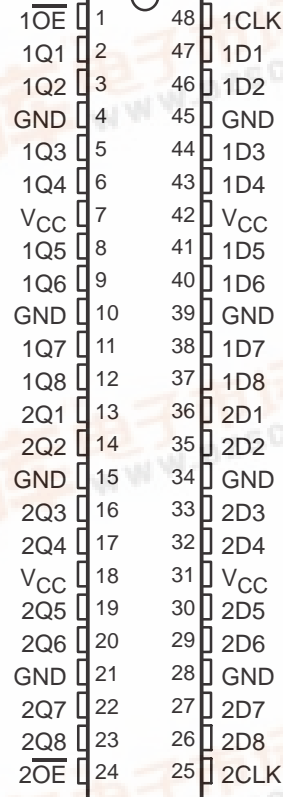 1O̅E̅ 1 48 1CLK
1Q1 2 47 1D1
1Q2 3 46 1D2
GND 4 45 GND
1Q3 5 44 1D3
1Q4 6 43 1D4
VCC 7 42 VCC
1Q5 8 41 1D5
1Q6 9 40 1D6
GND 10 39 GND
1Q7 11 38 1D7
1Q8 12 37 1D8
2Q1 13 36 2D1
2Q2 14 35 2D2
GND 15 34 GND
2Q3 16 33 2D3
2Q4 17 32 2D4
VCC 18 31 VCC
2Q5 19 30 2D5
2Q6 20 29 2D6
GND 21 28 GND
2Q7 22 27 2D7
2Q8 23 26 2D8
2O̅E̅ 24 25 2CLK